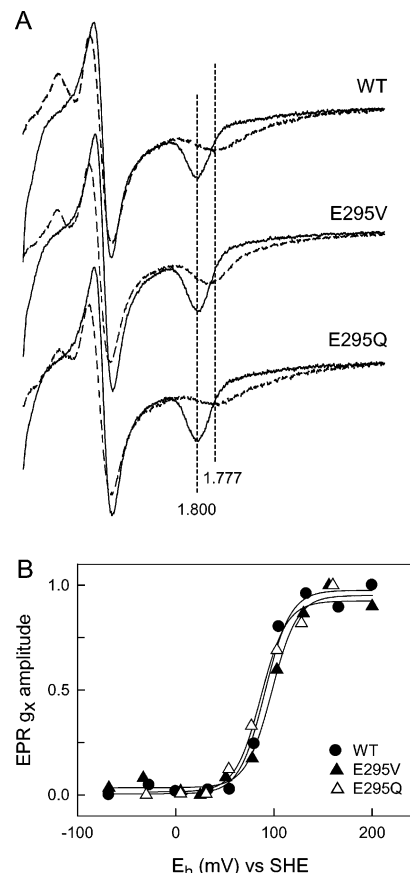 A
WT
E295V
E295Q
1.777
1.800
B
EPR gx amplitude
1.0
0.5
0.0
WT
E295V
E295Q
-100 0 100 200
Eh (mV) vs SHE